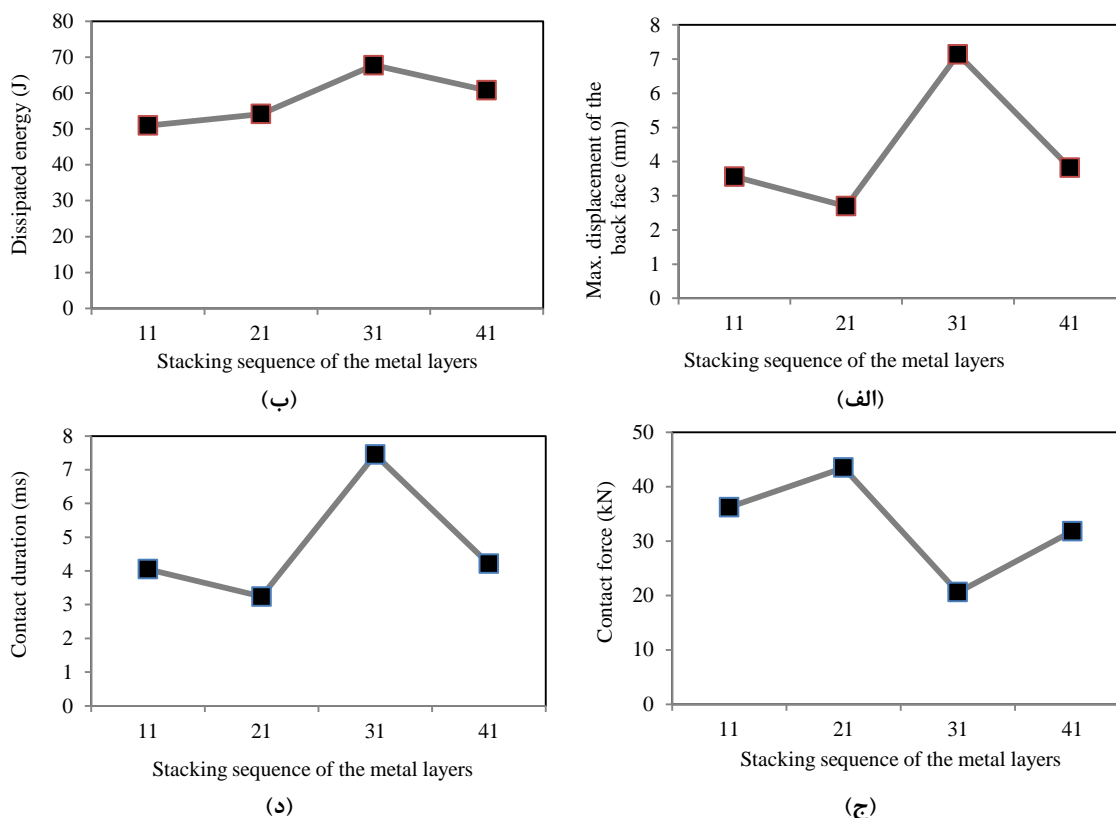 80
70
60
50
40
30
20
10
0
Dissipated energy (J)
11 21 31 41
Stacking sequence of the metal layers
(ب)
8
7
6
5
4
3
2
1
0
Max. displacement of the
back face (mm)
11 21 31 41
Stacking sequence of the metal layers
(الف)
8
7
6
5
4
3
2
1
0
Contact duration (ms)
11 21 31 41
Stacking sequence of the metal layers
(د)
50
40
30
20
10
0
Contact force (kN)
11 21 31 41
Stacking sequence of the metal layers
(ج)